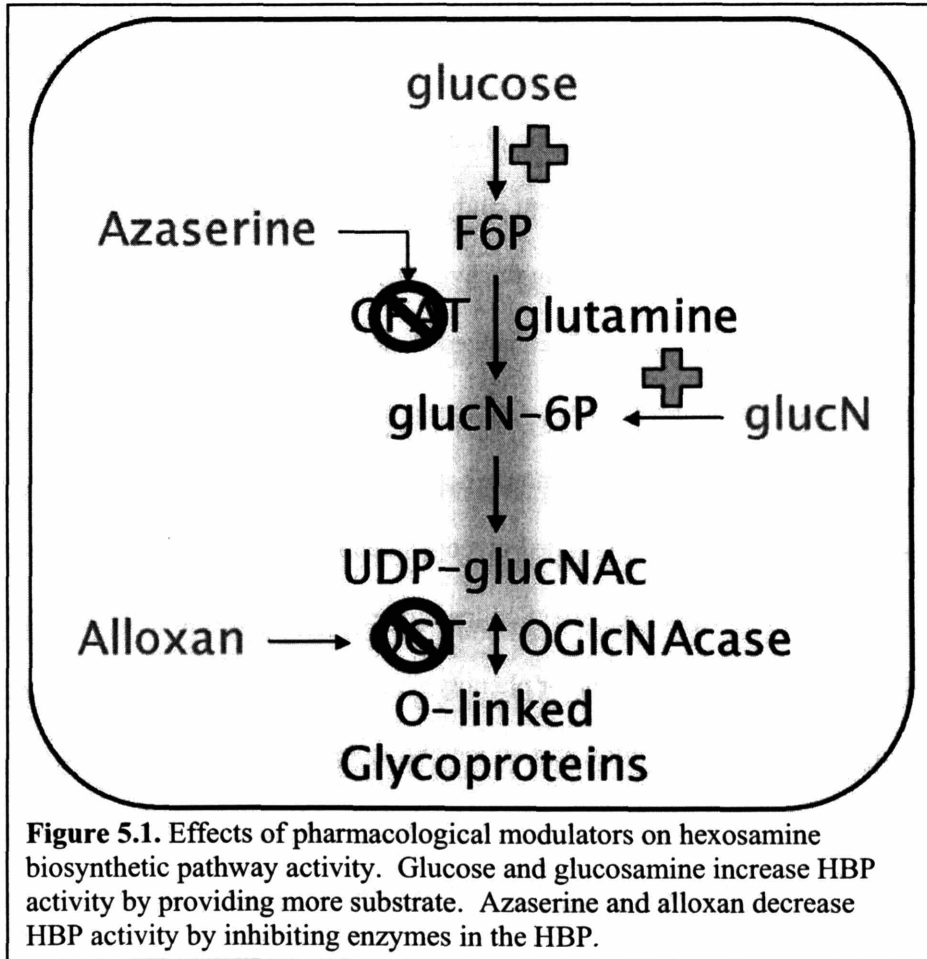 glucose
Azaserine
F6P
GFAT
glutamine
glucN-6P
glucN
UDP-glucNAc
Alloxan
OGT
OGlcNAcase
O-linked
Glycoproteins
Figure 5.1. Effects of pharmacological modulators on hexosamine
biosynthetic pathway activity. Glucose and glucosamine increase HBP
activity by providing more substrate. Azaserine and alloxan decrease
HBP activity by inhibiting enzymes in the HBP.